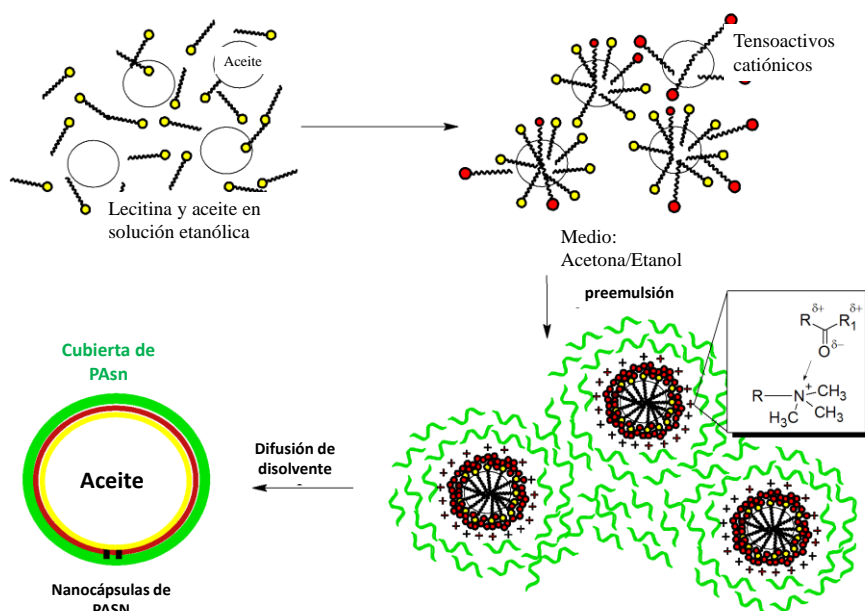 Aceite
Lecitina y aceite en
solución etanólica
Tensoactivos
catiónicos
Medio:
Acetona/Etanol
preemulsión
δ+ δ+
R R₁
O δ−
R N⁺ CH₃
H₃C CH₃
Cubierta de
PAsn
Aceite
Difusión de
disolvente
Nanocápsulas de
PASN